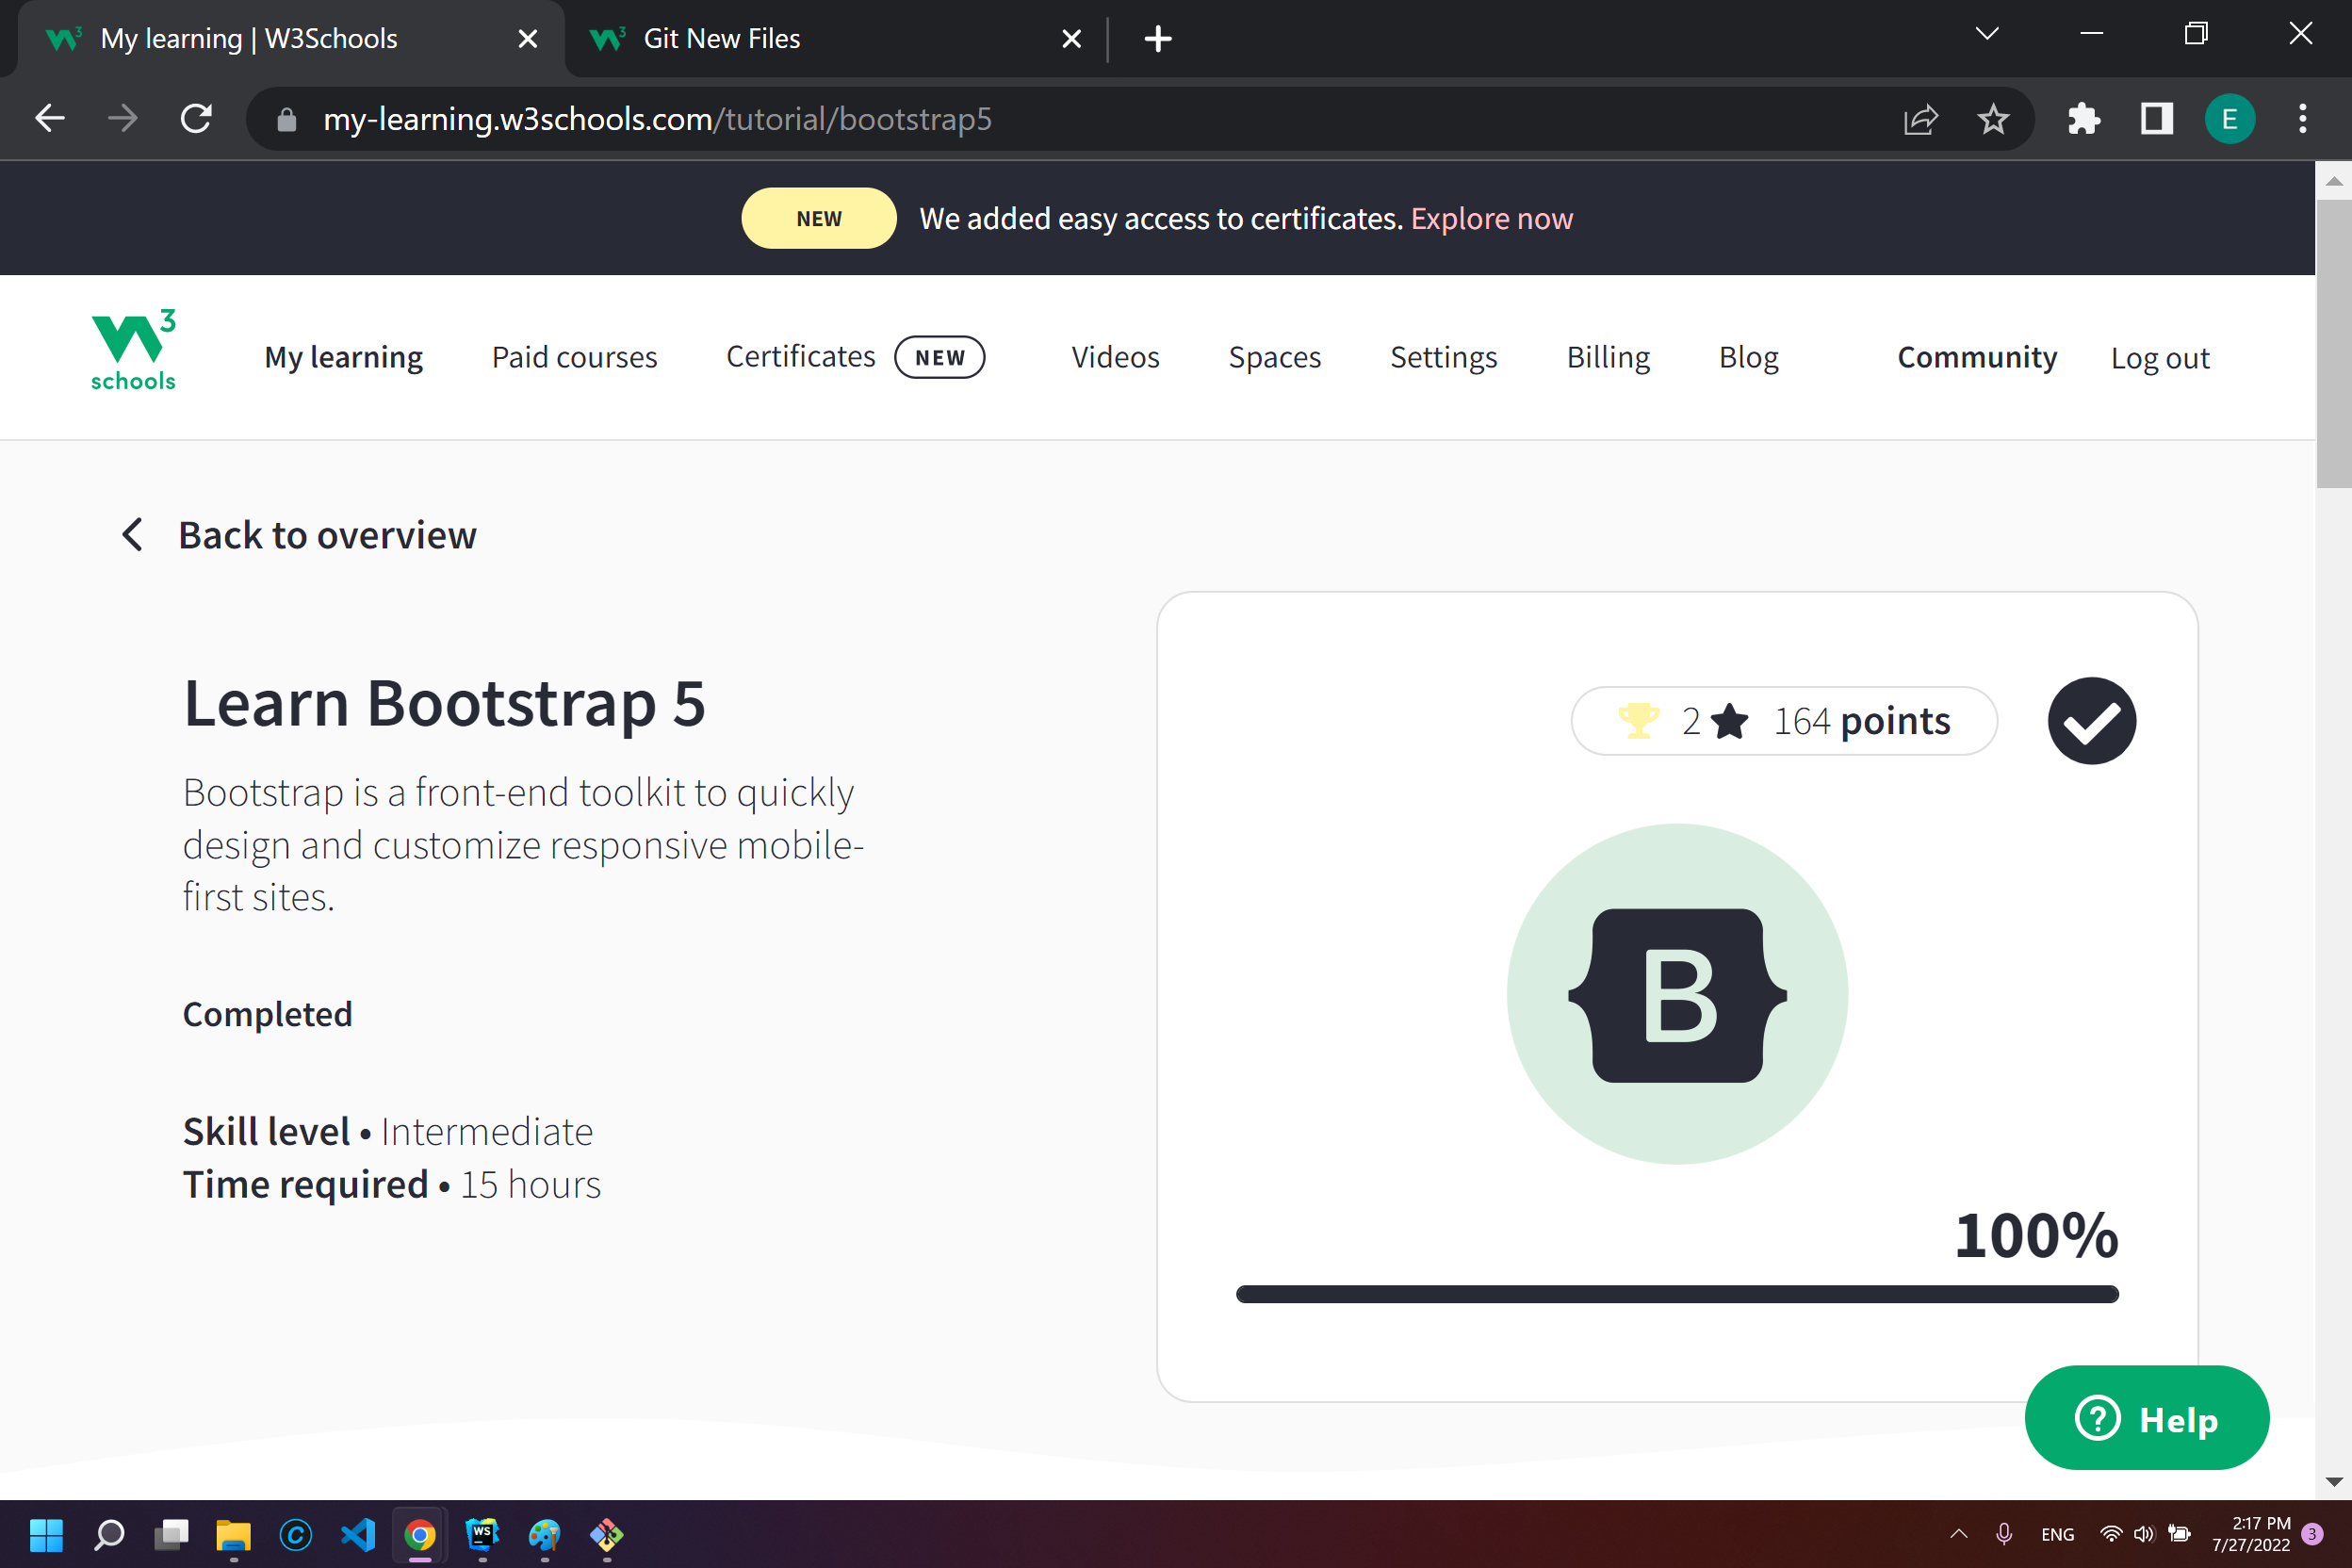 My learning | W3Schools
Git New Files
my-learning.w3schools.com/tutorial/bootstrap5
E
NEW We added easy access to certificates. Explore now
W3 schools
My learning Paid courses Certificates NEW Videos Spaces Settings Billing Blog Community Log out
Back to overview
Learn Bootstrap 5
Bootstrap is a front-end toolkit to quickly
design and customize responsive mobile-
first sites.
Completed
Skill level • Intermediate
Time required • 15 hours
2 164 points
B
100%
Help
C
WS
ENG
2:17 PM
7/27/2022
3